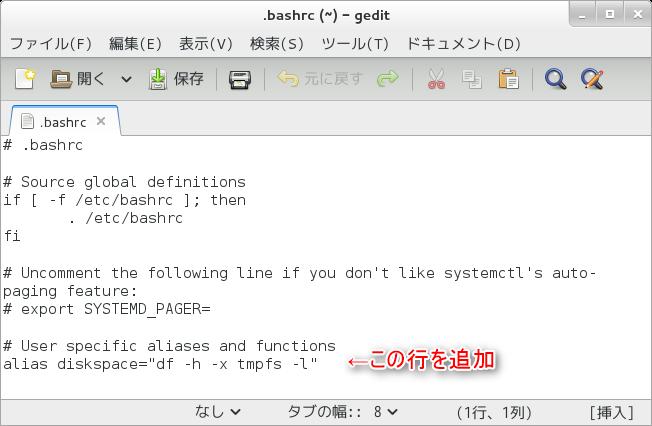 .bashrc (~) – gedit
ファイル(F) 編集(E) 表示(V) 検索(S) ツール(T) ドキュメント(D)
開く 保存 元に戻す
.bashrc
# .bashrc
# Source global definitions
if [ -f /etc/bashrc ]; then
. /etc/bashrc
fi
# Uncomment the following line if you don't like systemctl's auto-
paging feature:
# export SYSTEMD_PAGER=
# User specific aliases and functions
alias diskspace="df -h -x tmpfs -l" ←この行を追加
なし タブの幅: : 8 (1行、1列) [挿入]